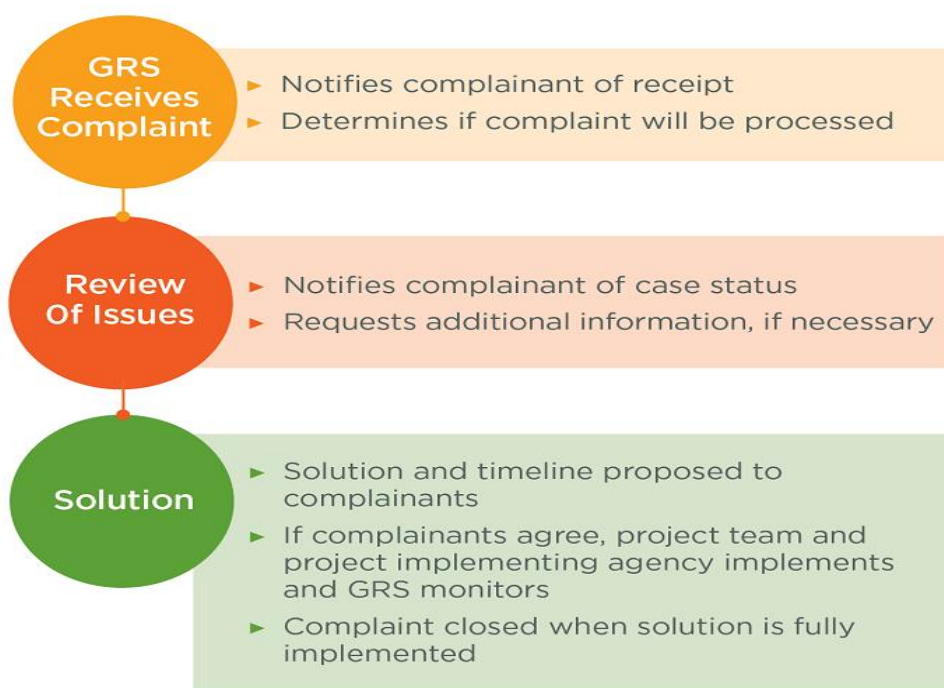 GRS
Receives
Complaint
► Notifies complainant of receipt
► Determines if complaint will be processed
Review
Of Issues
► Notifies complainant of case status
► Requests additional information, if necessary
Solution
► Solution and timeline proposed to
complainants
► If complainants agree, project team and
project implementing agency implements
and GRS monitors
► Complaint closed when solution is fully
implemented